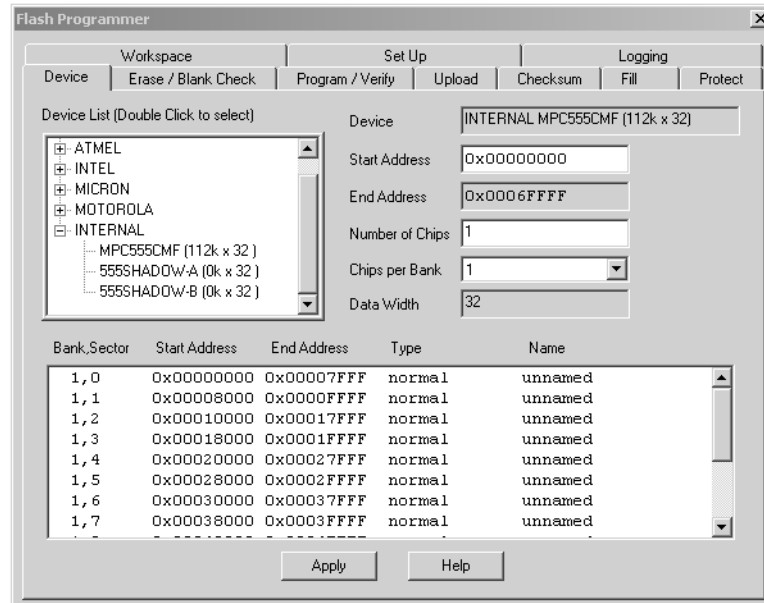 Flash Programmer
Workspace Set Up Logging
Device Erase / Blank Check Program / Verify Upload Checksum Fill Protect
Device List (Double Click to select)
ATMEL
INTEL
MICRON
MOTOROLA
INTERNAL
MPC555CMF (112k x 32 )
555SHADOW-A (0k x 32 )
555SHADOW-B (0k x 32 )
Device INTERNAL MPC555CMF (112k x 32)
Start Address 0x00000000
End Address 0x0006FFFF
Number of Chips 1
Chips per Bank 1
Data Width 32
Bank,Sector Start Address End Address Type Name
1,0 0x00000000 0x00007FFF normal unnamed
1,1 0x00008000 0x0000FFFF normal unnamed
1,2 0x00010000 0x00017FFF normal unnamed
1,3 0x00018000 0x0001FFFF normal unnamed
1,4 0x00020000 0x00027FFF normal unnamed
1,5 0x00028000 0x0002FFFF normal unnamed
1,6 0x00030000 0x00037FFF normal unnamed
1,7 0x00038000 0x0003FFFF normal unnamed
Apply Help